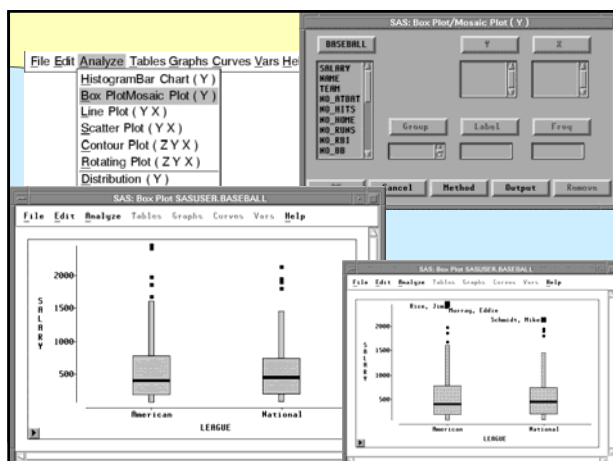 File Edit Analyze Tables Graphs Curves Vars He
HistogramBar Chart ( Y )
Box PlotMosaic Plot ( Y )
Line Plot ( Y X )
Scatter Plot ( Y X )
Contour Plot ( Z Y X )
Rotating Plot ( Z Y X )
Distribution ( Y )
SAS: Box Plot/Mosaic Plot ( Y )
BASEBALL
Y
X
SALARY
NAME
TEAM
NO_ATBAT
NO_HITS
NO_HOME
NO_RUNS
NO_RBI
NO_BB
Group
Label
Freq
Cancel
Method
Output
Remove
SAS: Box Plot SASUSER.BASEBALL
File Edit Analyze Tables Graphs Curves Vars Help
SALARY
2000
1500
1000
500
American
National
LEAGUE
SAS: Box Plot SASUSER.BASEBALL
File Edit Analyze Tables Graphs Curves Vars Help
Rice, Jim
Murray, Eddie
Schmidt, Mike
SALARY
2000
1500
1000
500
American
National
LEAGUE